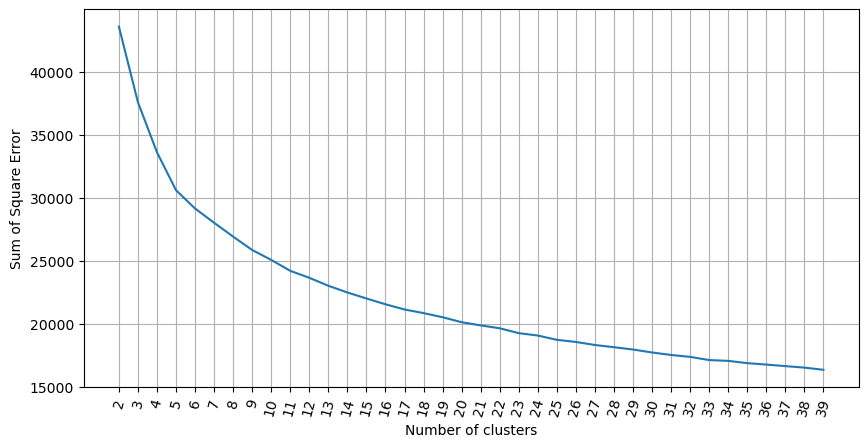 Sum of Square Error
40000
35000
30000
25000
20000
15000
2 3 4 5 6 7 8 9 10 11 12 13 14 15 16 17 18 19 20 21 22 23 24 25 26 27 28 29 30 31 32 33 34 35 36 37 38 39
Number of clusters